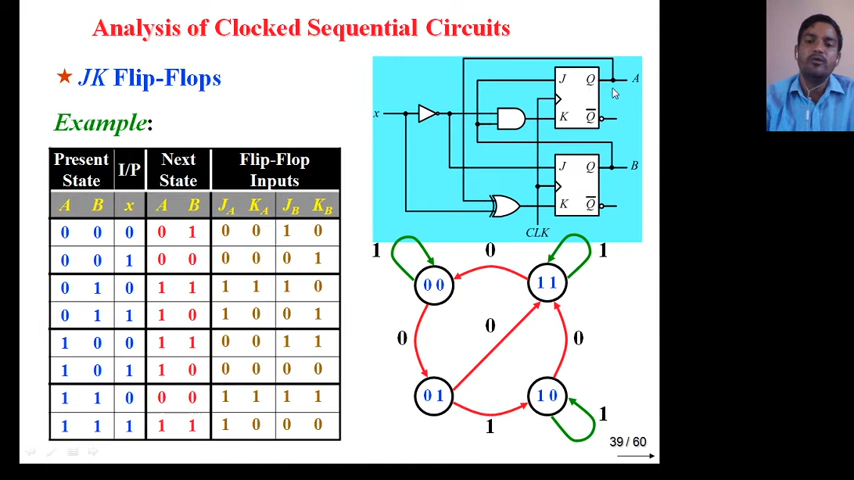 Analysis of Clocked Sequential Circuits
★ JK Flip-Flops
Example:
Present State I/P Next State Flip-Flop Inputs
A B x A B JA KA JB KB
0 0 0 0 1 0 0 1 0
0 0 1 0 0 0 0 0 1
0 1 0 1 1 1 1 1 0
0 1 1 1 0 1 0 0 1
1 0 0 1 1 0 0 1 1
1 0 1 1 0 0 0 0 0
1 1 0 0 0 1 1 1 1
1 1 1 1 1 1 0 0 0
J Q A
x
K Q
J Q B
K Q
CLK
1 0 1
0 0 1 1
0 0 0
0 1 1 0
1 1
39 / 60